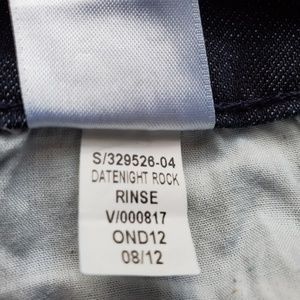 S/329526-04
DATENIGHT ROCK
RINSE
V/000817
OND12
08/12